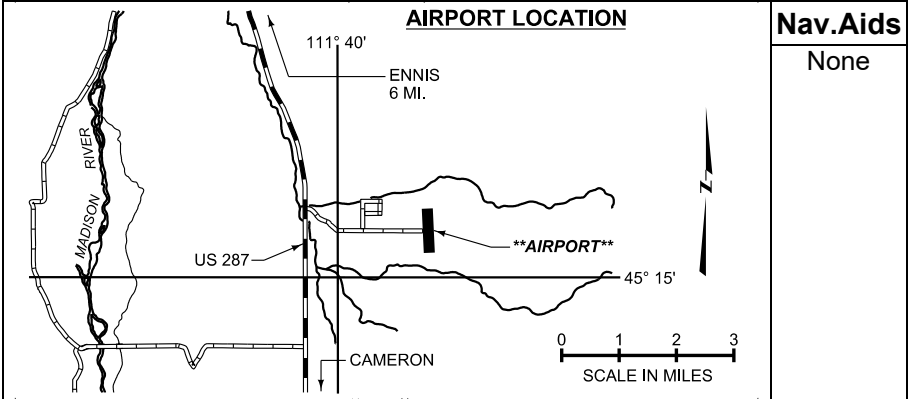 AIRPORT LOCATION
Nav.Aids
None
111° 40'
ENNIS
6 MI.
RIVER
MADISON
N
US 287
**AIRPORT**
45° 15'
CAMERON
0 1 2 3
SCALE IN MILES